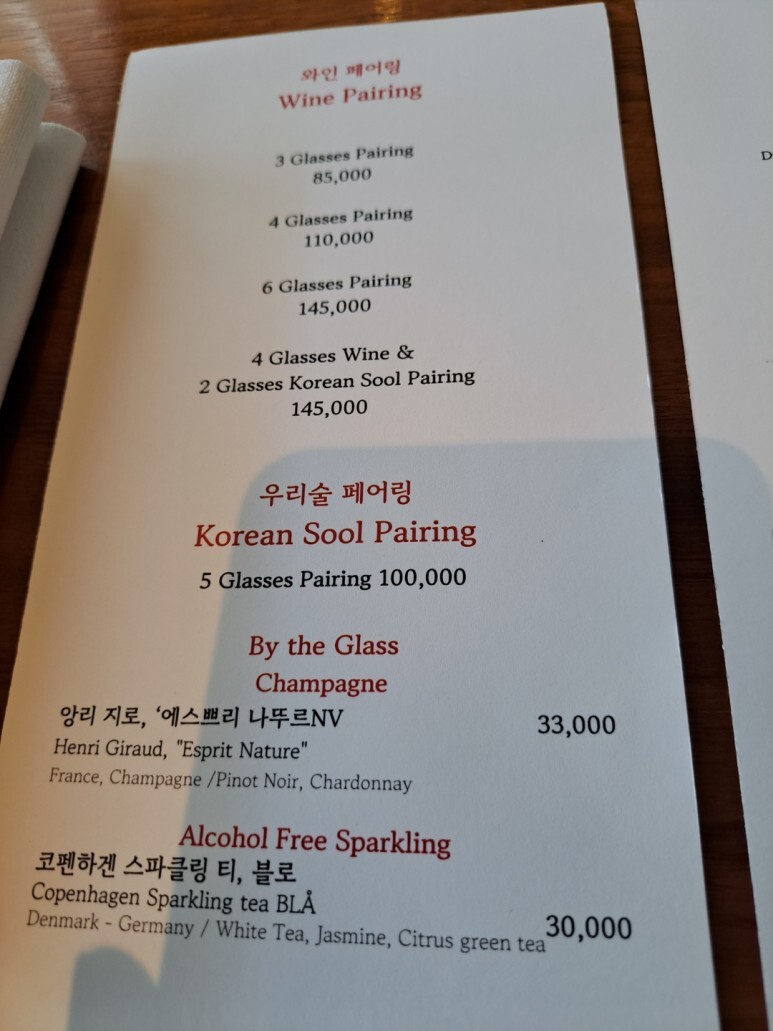 와인 페어링
Wine Pairing
3 Glasses Pairing
85,000
4 Glasses Pairing
110,000
6 Glasses Pairing
145,000
4 Glasses Wine &
2 Glasses Korean Sool Pairing
145,000
우리술 페어링
Korean Sool Pairing
5 Glasses Pairing 100,000
By the Glass
Champagne
앙리 지로, ‘에스쁘리 나뚜르NV
33,000
Henri Giraud, "Esprit Nature"
France, Champagne /Pinot Noir, Chardonnay
Alcohol Free Sparkling
코펜하겐 스파클링 티, 블로
Copenhagen Sparkling tea BLÅ
Denmark - Germany / White Tea, Jasmine, Citrus green tea
30,000
D